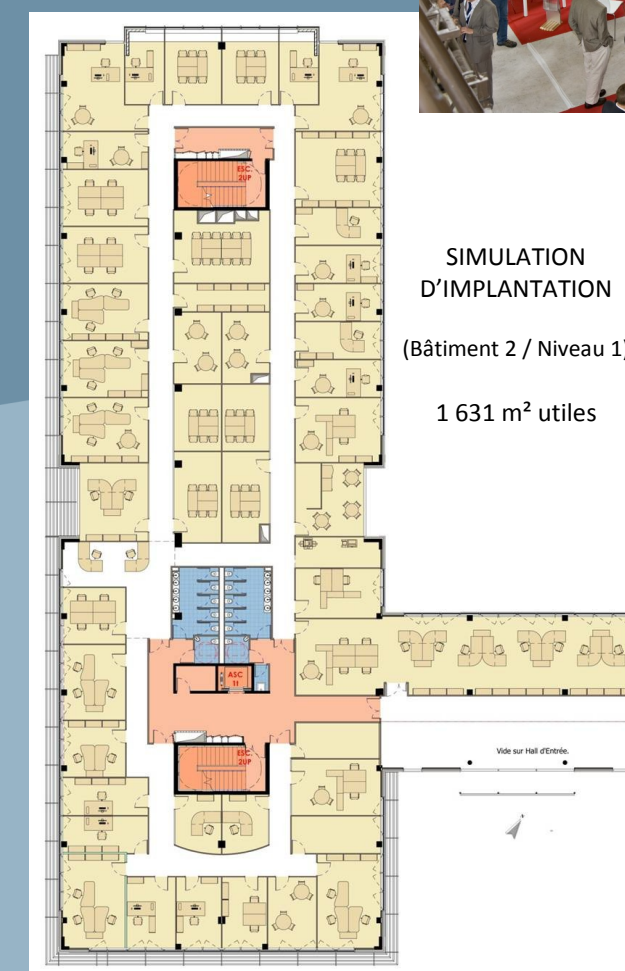 ESC.
2UP
SIMULATION
D’IMPLANTATION
(Bâtiment 2 / Niveau 1)
1 631 m² utiles
ASC
Vide sur Hall d'Entrée.
ESC.
2UP